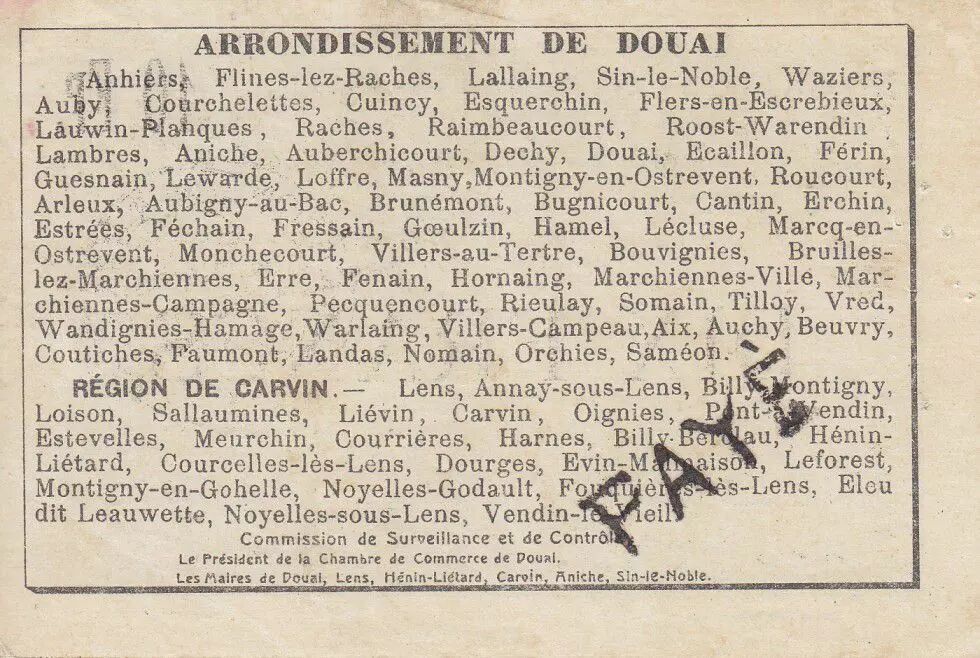 ARRONDISSEMENT DE DOUAI
Anhiers, Flines-lez-Raches, Lallaing, Sin-le-Noble, Waziers,
Auby, Courchelettes, Cuincy, Esquerchin, Flers-en-Escrebieux,
Lauwin-Planques, Raches, Raimbeaucourt, Roost-Warendin
Lambres, Aniche, Auberchicourt, Dechy, Douai, Ecaillon, Férin,
Guesnain, Lewarde, Loffre, Masny, Montigny-en-Ostrevent, Roucourt,
Arleux, Aubigny-au-Bac, Brunémont, Bugnicourt, Cantin, Erchin,
Estrées, Féchain, Fressain, Gœulzin, Hamel, Lécluse, Marcq-en-
Ostrevent, Monchecourt, Villers-au-Tertre, Bouvignies, Bruilles-
lez-Marchiennes, Erre, Fenain, Hornaing, Marchiennes-Ville, Mar-
chiennes-Campagne, Pecquencourt, Rieulay, Somain, Tilloy, Vred,
Wandignies-Hamage, Warlaing, Villers-Campeau, Aix, Auchy, Beuvry,
Coutiches, Faumont, Landas, Nomain, Orchies, Saméon.
RÉGION DE CARVIN. — Lens, Annay-sous-Lens, Billy-Montigny,
Loison, Sallaumines, Liévin, Carvin, Oignies, Pont-à-Vendin,
Estevelles, Meurchin, Courrières, Harnes, Billy-Berclau, Hénin-
Liétard, Courcelles-lès-Lens, Dourges, Evin-Malmaison, Leforest,
Montigny-en-Gohelle, Noyelles-Godault, Fouquières-lès-Lens, Eleu
dit Leauwette, Noyelles-sous-Lens, Vendin-le-Vieil.
Commission de Surveillance et de Contrôle.
Le Président de la Chambre de Commerce de Douai.
Les Maires de Douai, Lens, Hénin-Liétard, Carvin, Aniche, Sin-le-Noble.
PAYÉ